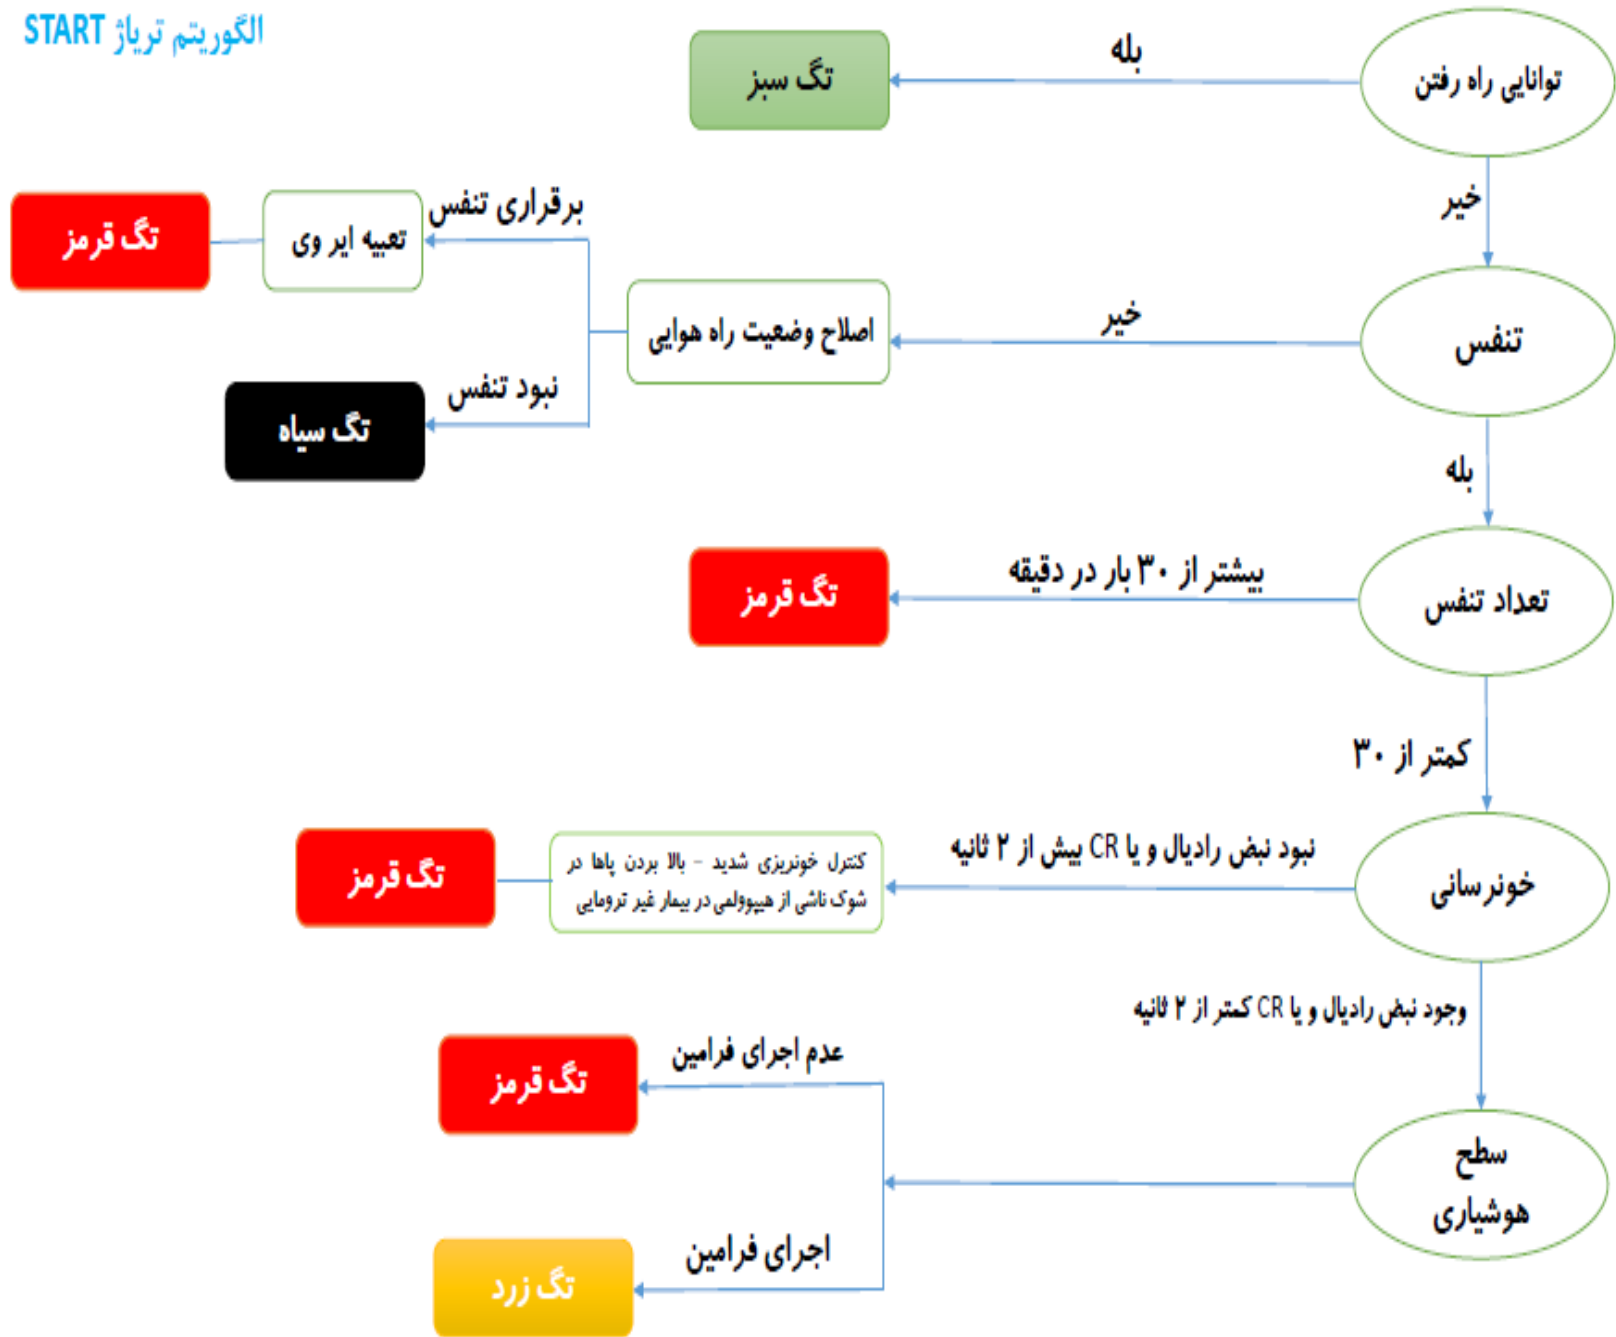 الگوریتم تریاژ START
توانایی راه رفتن
بله
تگ سبز
خیر
تنفس
خیر
اصلاح وضعیت راه هوایی
برقراری تنفس
تعبیه ایر وی
تگ قرمز
نبود تنفس
تگ سیاه
بله
تعداد تنفس
بیشتر از ۳۰ بار در دقیقه
تگ قرمز
کمتر از ۳۰
خونرسانی
نبود نبض رادیال و یا CR بیش از ۲ ثانیه
کنترل خونریزی شدید – بالا بردن پاها در
شوک ناشی از هیپوولمی در بیمار غیر ترومایی
تگ قرمز
وجود نبض رادیال و یا CR کمتر از ۲ ثانیه
سطح
هوشیاری
عدم اجرای فرامین
تگ قرمز
اجرای فرامین
تگ زرد